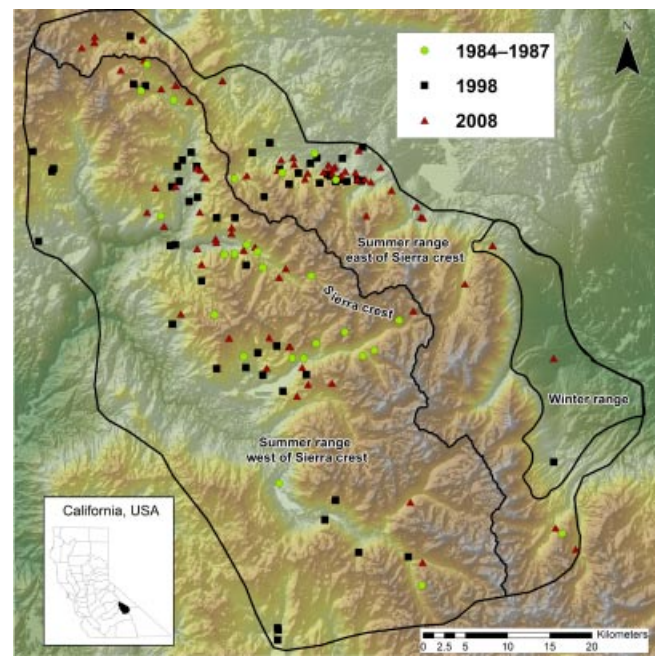 N
1984–1987
1998
2008
Summer range
east of Sierra crest
Sierra crest
Winter range
Summer range
west of Sierra crest
California, USA
Kilometers
0 2.5 5 10 15 20